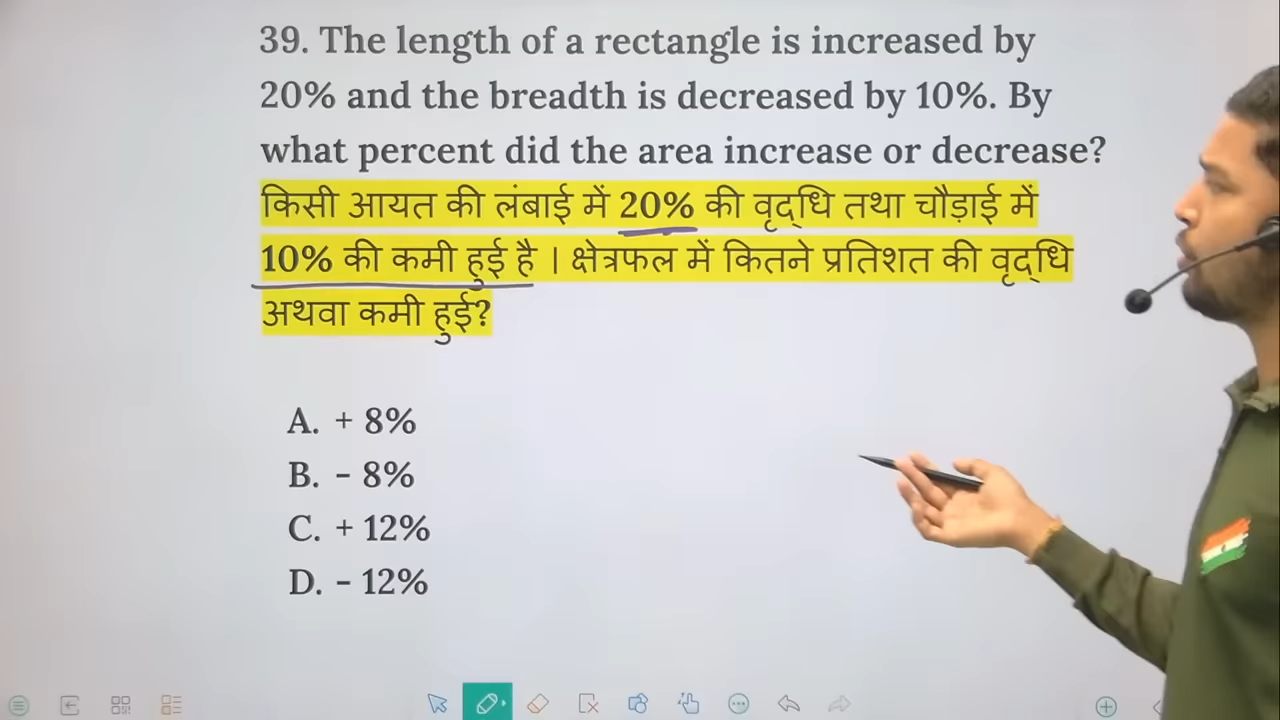 39. The length of a rectangle is increased by
20% and the breadth is decreased by 10%. By
what percent did the area increase or decrease?
किसी आयत की लंबाई में 20% की वृद्धि तथा चौड़ाई में
10% की कमी हुई है । क्षेत्रफल में कितने प्रतिशत की वृद्धि
अथवा कमी हुई?
A. + 8%
B. - 8%
C. + 12%
D. - 12%